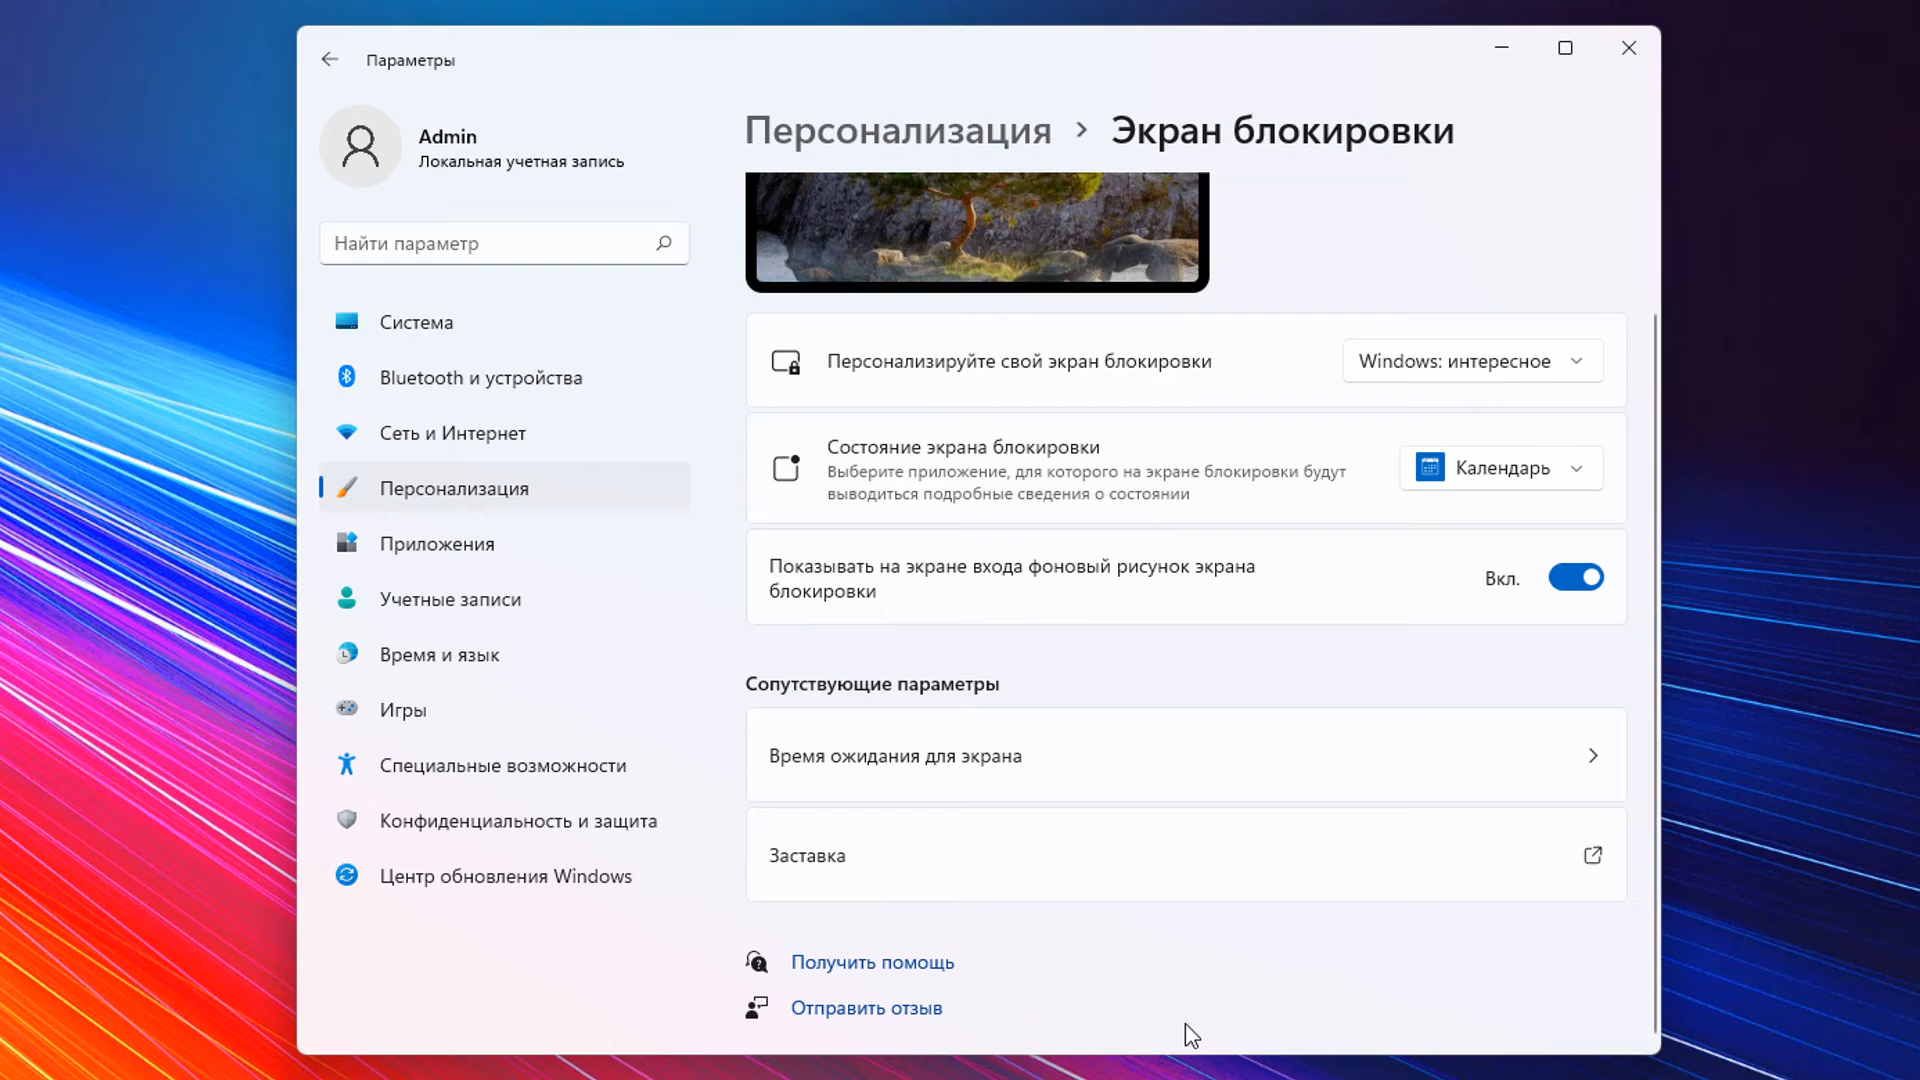 Параметры
Admin
Локальная учетная запись
Найти параметр
Система
Bluetooth и устройства
Сеть и Интернет
Персонализация
Приложения
Учетные записи
Время и язык
Игры
Специальные возможности
Конфиденциальность и защита
Центр обновления Windows
Персонализация > Экран блокировки
Персонализируйте свой экран блокировки
Windows: интересное
Состояние экрана блокировки
Выберите приложение, для которого на экране блокировки будут
выводиться подробные сведения о состоянии
Календарь
Показывать на экране входа фоновый рисунок экрана
блокировки
Вкл.
Сопутствующие параметры
Время ожидания для экрана
Заставка
Получить помощь
Отправить отзыв